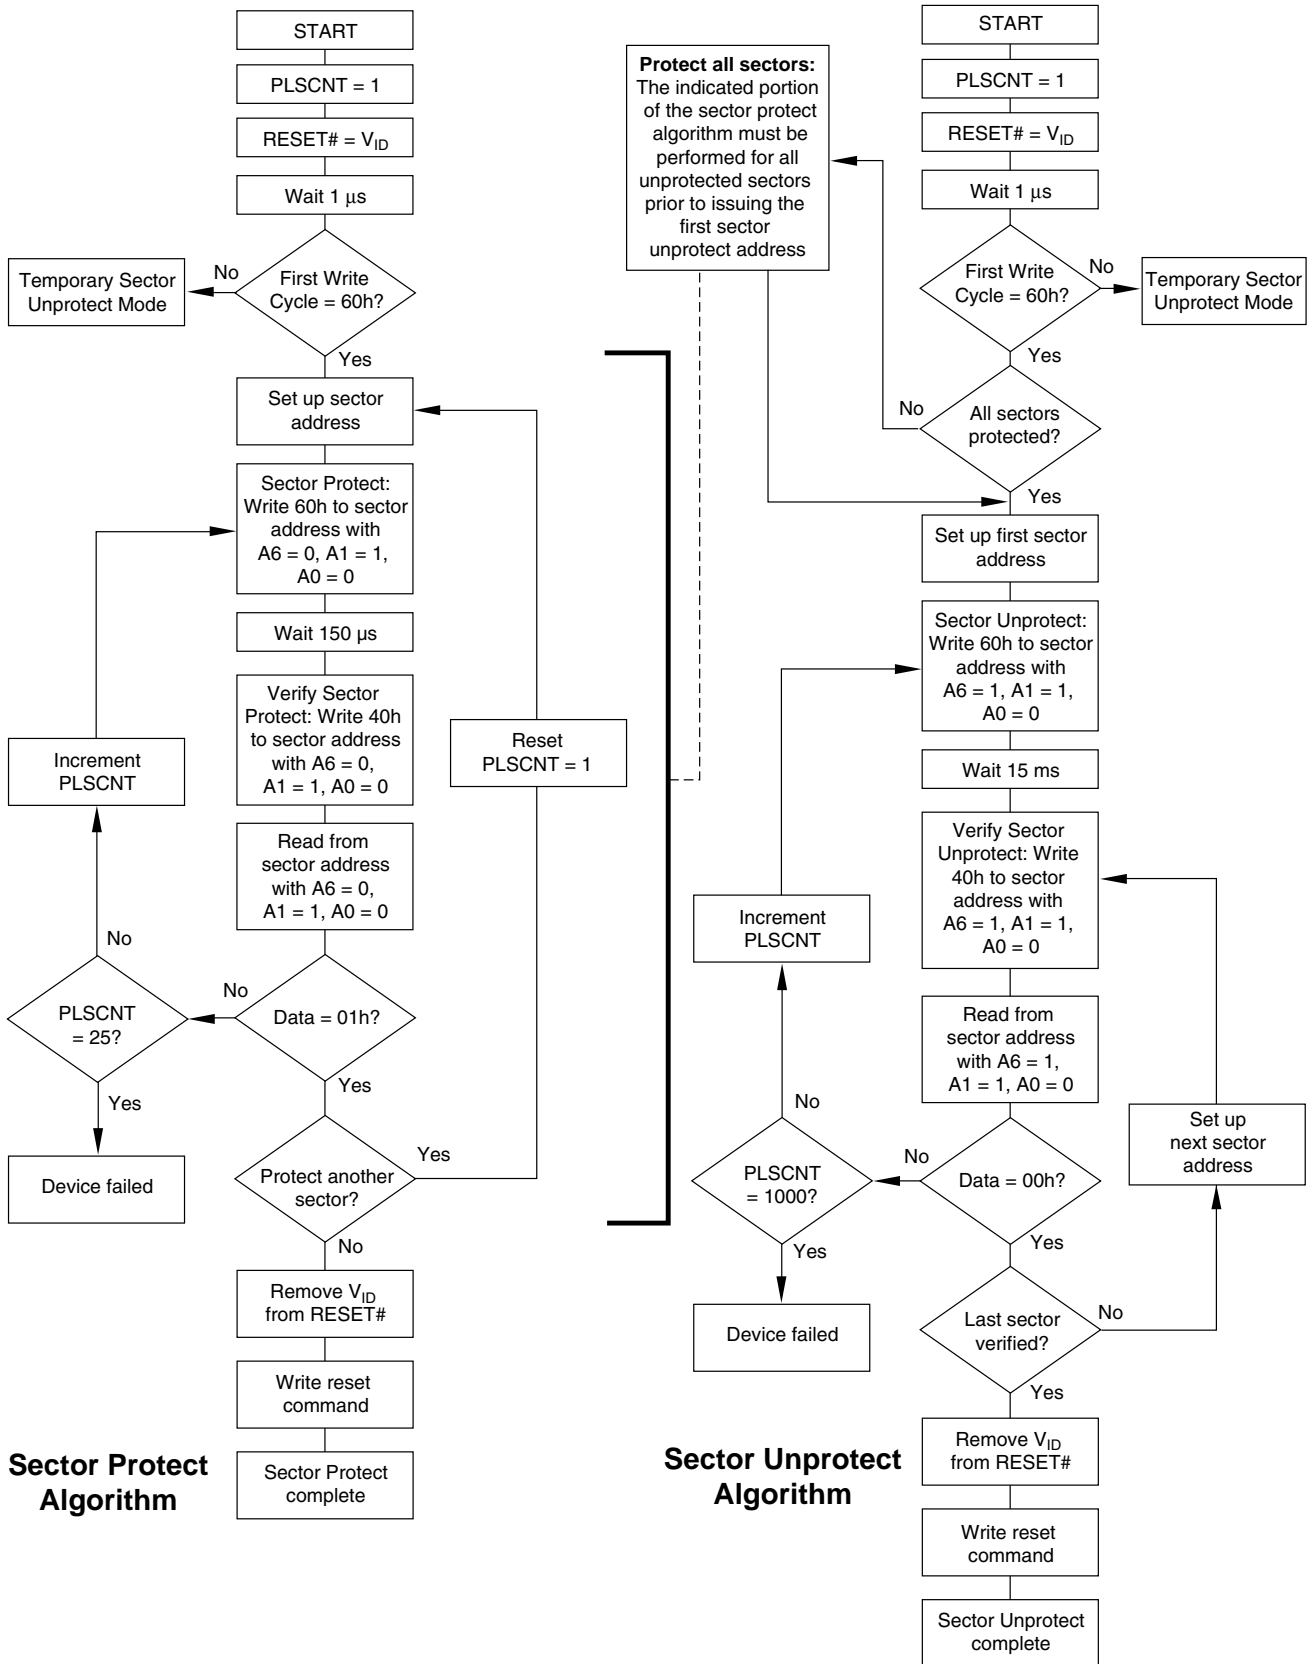 START
PLSCNT = 1
RESET# = VID
Wait 1 μs
First Write
Cycle = 60h?
No
Temporary Sector
Unprotect Mode
Yes
Set up sector
address
Sector Protect:
Write 60h to sector
address with
A6 = 0, A1 = 1,
A0 = 0
Wait 150 µs
Verify Sector
Protect: Write 40h
to sector address
with A6 = 0,
A1 = 1, A0 = 0
Reset
PLSCNT = 1
Increment
PLSCNT
Read from
sector address
with A6 = 0,
A1 = 1, A0 = 0
No
PLSCNT
= 25?
No
Data = 01h?
Yes
Yes
Device failed
Protect another
sector?
Yes
No
Remove VID
from RESET#
Write reset
command
Sector Protect
complete
Sector Protect
Algorithm
Protect all sectors:
The indicated portion
of the sector protect
algorithm must be
performed for all
unprotected sectors
prior to issuing the
first sector
unprotect address
START
PLSCNT = 1
RESET# = VID
Wait 1 μs
First Write
Cycle = 60h?
No
Temporary Sector
Unprotect Mode
Yes
No
All sectors
protected?
Yes
Set up first sector
address
Sector Unprotect:
Write 60h to sector
address with
A6 = 1, A1 = 1,
A0 = 0
Wait 15 ms
Verify Sector
Unprotect: Write
40h to sector
address with
A6 = 1, A1 = 1,
A0 = 0
Increment
PLSCNT
Read from
sector address
with A6 = 1,
A1 = 1, A0 = 0
No
PLSCNT
= 1000?
No
Data = 00h?
Set up
next sector
address
Yes
Yes
Device failed
Last sector
verified?
No
Yes
Remove VID
from RESET#
Write reset
command
Sector Unprotect
complete
Sector Unprotect
Algorithm